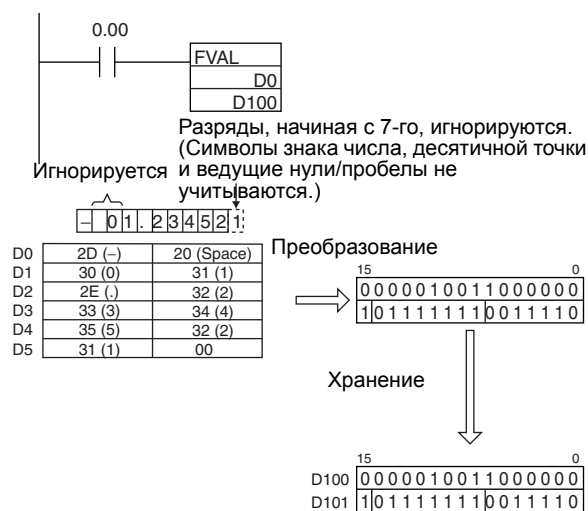 0.00
FVAL
D0
D100
Разряды, начиная с 7-го, игнорируются.
(Символы знака числа, десятичной точки
Игнорируется и ведущие нули/пробелы не
учитываются.)
– 0 1 . 2 3 4 5 2 1
D0 2D (–) 20 (Space)
D1 30 (0) 31 (1)
D2 2E (.) 32 (2)
D3 33 (3) 34 (4)
D4 35 (5) 32 (2)
D5 31 (1) 00
Преобразование
15 0
0 0 0 0 0 1 0 0 1 1 0 0 0 0 0 0
1 0 1 1 1 1 1 1 1 0 0 1 1 1 1 0
Хранение
15 0
D100 0 0 0 0 0 1 0 0 1 1 0 0 0 0 0 0
D101 1 0 1 1 1 1 1 1 1 0 0 1 1 1 1 0